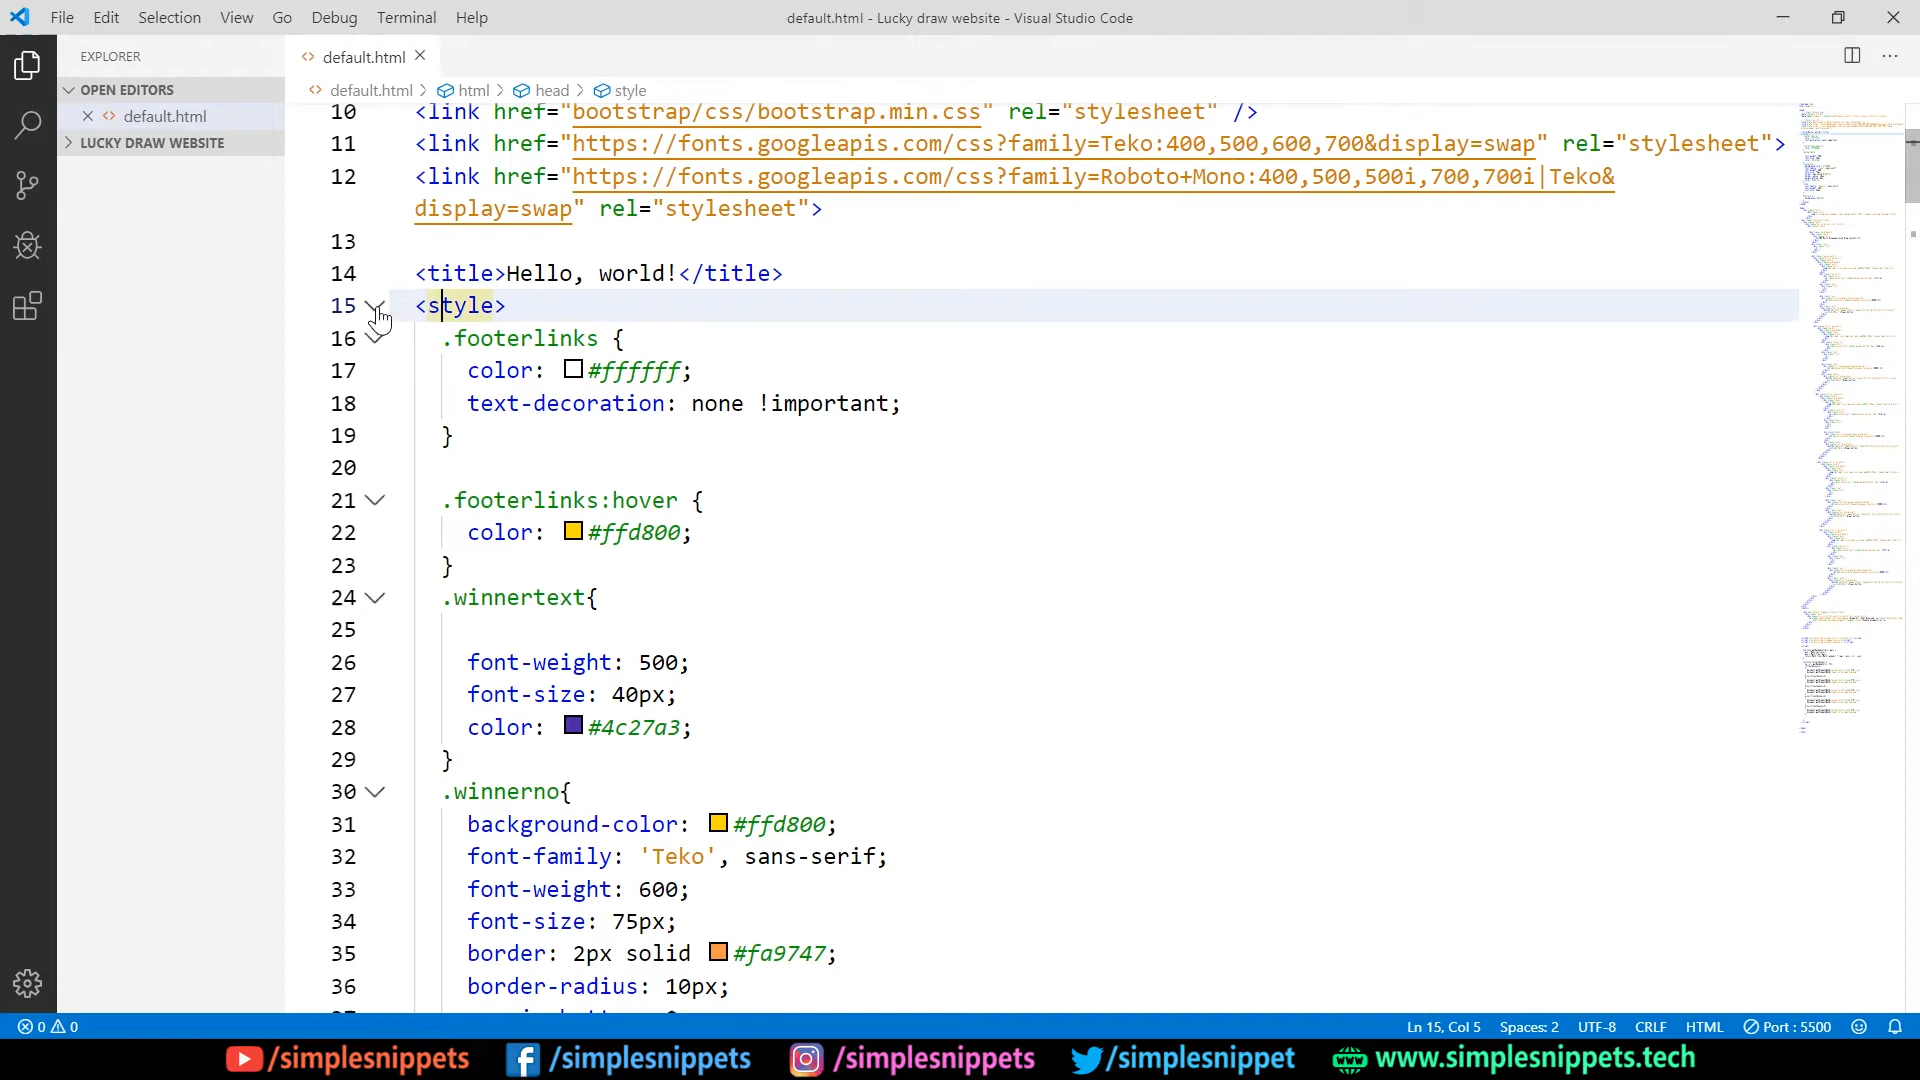 File Edit Selection View Go Debug Terminal Help
default.html - Lucky draw website - Visual Studio Code
EXPLORER
OPEN EDITORS
default.html
LUCKY DRAW WEBSITE
default.html
default.html > html > head > style
10 <link href="bootstrap/css/bootstrap.min.css" rel="stylesheet" />
11 <link href="https://fonts.googleapis.com/css?family=Teko:400,500,600,700&display=swap" rel="stylesheet">
12 <link href="https://fonts.googleapis.com/css?family=Roboto+Mono:400,500,500i,700,700i|Teko&
display=swap" rel="stylesheet">
13
14 <title>Hello, world!</title>
15 <style>
16 .footerlinks {
17 color: #ffffff;
18 text-decoration: none !important;
19 }
20
21 .footerlinks:hover {
22 color: #ffd800;
23 }
24 .winnertext{
25
26 font-weight: 500;
27 font-size: 40px;
28 color: #4c27a3;
29 }
30 .winnerno{
31 background-color: #ffd800;
32 font-family: 'Teko', sans-serif;
33 font-weight: 600;
34 font-size: 75px;
35 border: 2px solid #fa9747;
36 border-radius: 10px;
0 0
Ln 15, Col 5 Spaces: 2 UTF-8 CRLF HTML Port : 5500
/simplesnippets /simplesnippets /simplesnippets /simplesnippet www.simplesnippets.tech